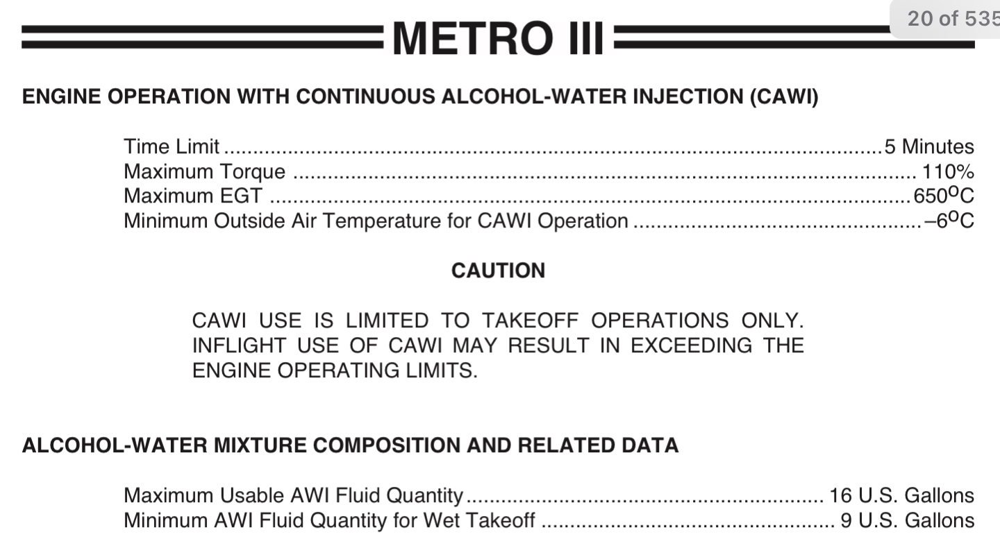 20 of 535
METRO III
ENGINE OPERATION WITH CONTINUOUS ALCOHOL-WATER INJECTION (CAWI)
Time Limit ........................................................................................................................ 5 Minutes
Maximum Torque ................................................................................................................ 110%
Maximum EGT .................................................................................................................... 650ºC
Minimum Outside Air Temperature for CAWI Operation .................................................. –6ºC
CAUTION
CAWI USE IS LIMITED TO TAKEOFF OPERATIONS ONLY.
INFLIGHT USE OF CAWI MAY RESULT IN EXCEEDING THE
ENGINE OPERATING LIMITS.
ALCOHOL-WATER MIXTURE COMPOSITION AND RELATED DATA
Maximum Usable AWI Fluid Quantity ................................................................ 16 U.S. Gallons
Minimum AWI Fluid Quantity for Wet Takeoff ..................................................... 9 U.S. Gallons